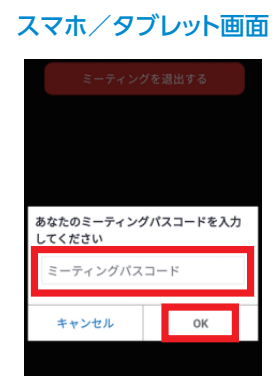 スマホ／タブレット画面
ミーティングを退出する
あなたのミーティングパスコードを入力
してください
ミーティングパスコード
キャンセル
OK